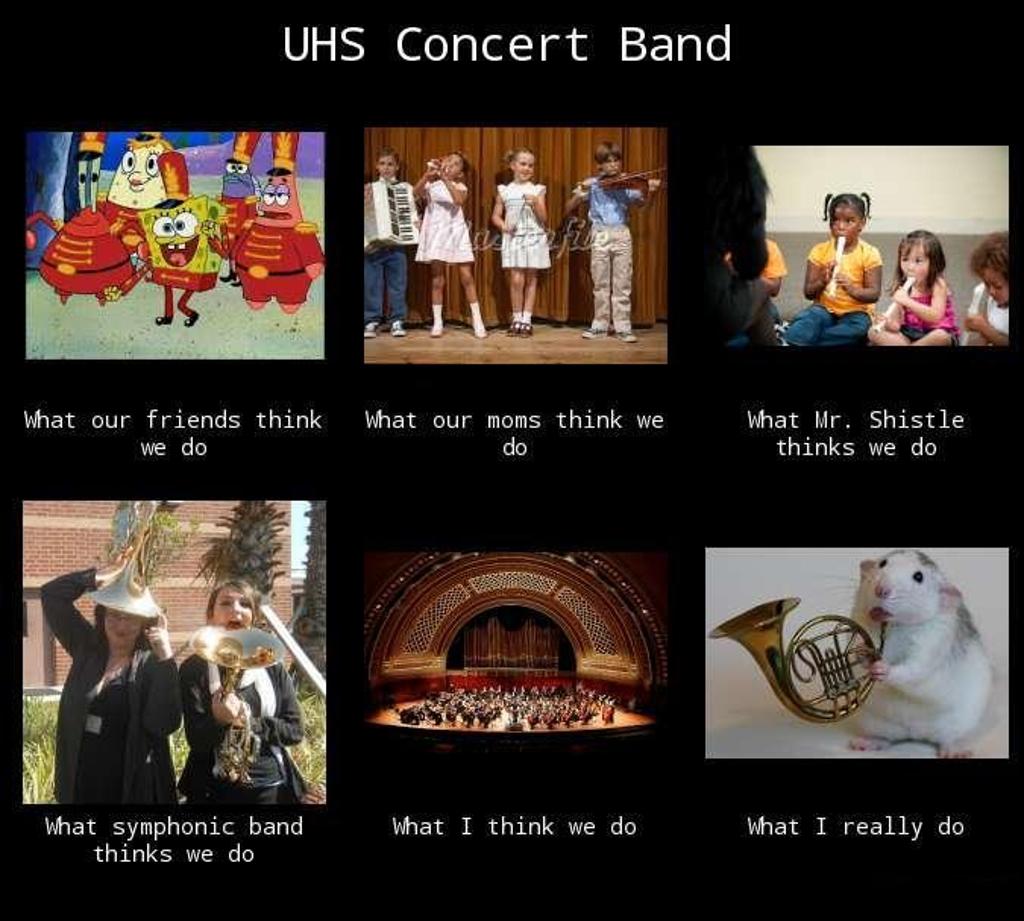 UHS Concert Band
Masterfile
What our friends think
we do
What our moms think we
do
What Mr. Shistle
thinks we do
What symphonic band
thinks we do
What I think we do
What I really do